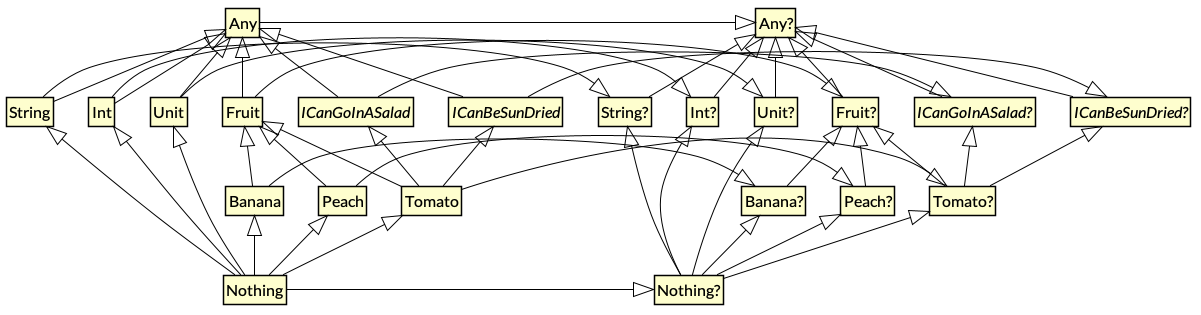 Any
Any?
String
Int
Unit
Fruit
ICanGoInASalad
ICanBeSunDried
String?
Int?
Unit?
Fruit?
ICanGoInASalad?
ICanBeSunDried?
Banana
Peach
Tomato
Banana?
Peach?
Tomato?
Nothing
Nothing?